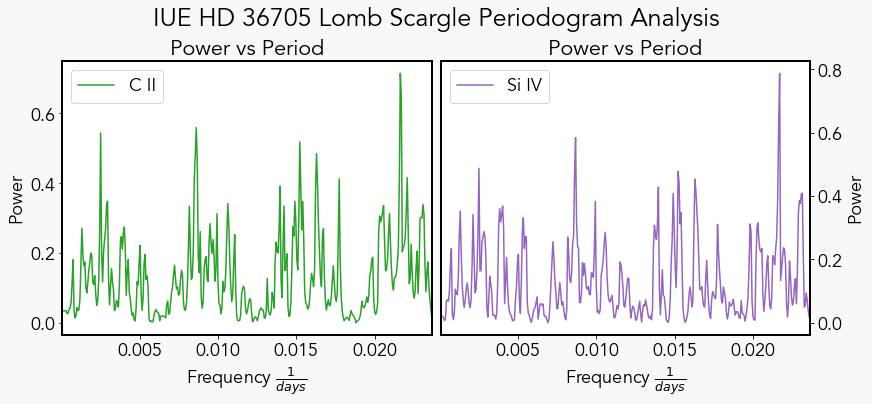 IUE HD 36705 Lomb Scargle Periodogram Analysis
Power vs Period
C II
0.6
0.4
0.2
0.0
Power
0.005 0.010 0.015 0.020
Frequency 1/days
Power vs Period
Si IV
0.8
0.6
0.4
0.2
0.0
Power
0.005 0.010 0.015 0.020
Frequency 1/days